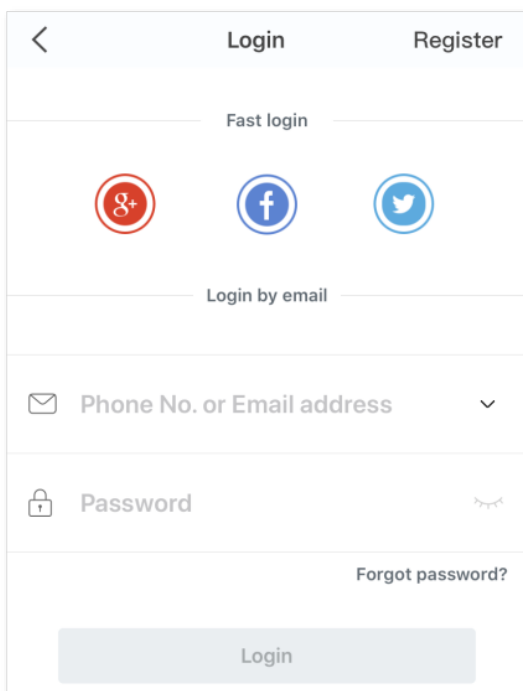 Login Register
Fast login
g+ f
Login by email
Phone No. or Email address
Password
Forgot password?
Login